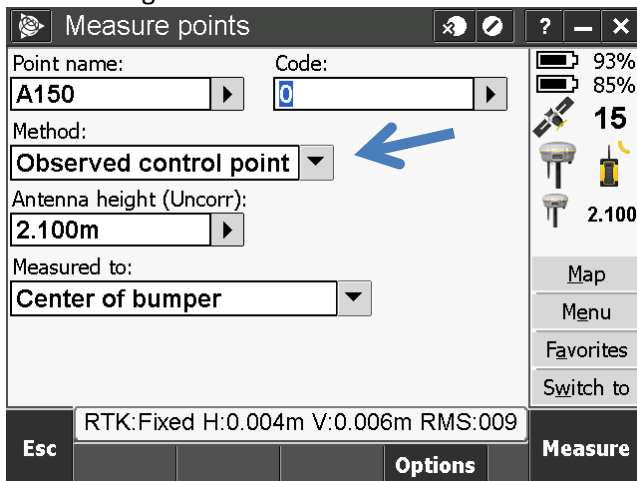 Measure points
? – X
Point name: Code:
A150 0
Method:
Observed control point
Antenna height (Uncorr):
2.100m
Measured to:
Center of bumper
93%
85%
15
2.100
Map
Menu
Favorites
Switch to
RTK:Fixed H:0.004m V:0.006m RMS:009
Esc
Options
Measure